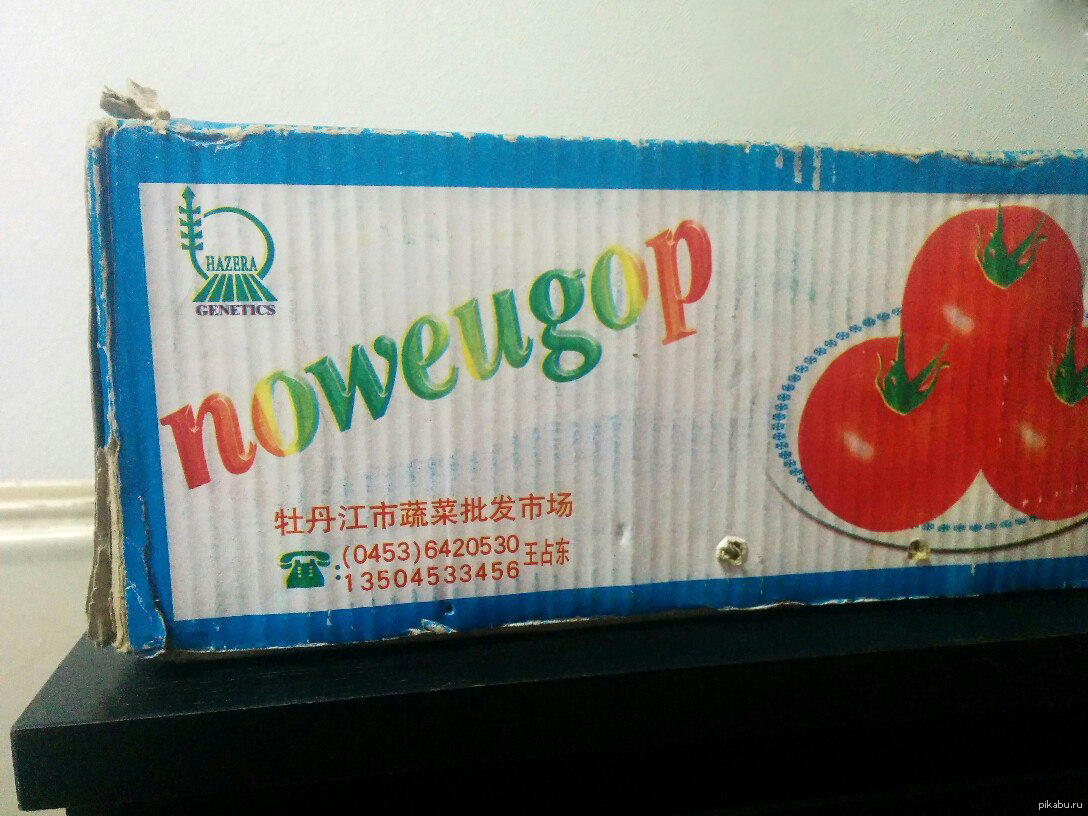 HAZERA
GENETICS
noweugop
牡丹江市蔬菜批发市场
:(0453)6420530 王占东
13504533456
pikabu.ru